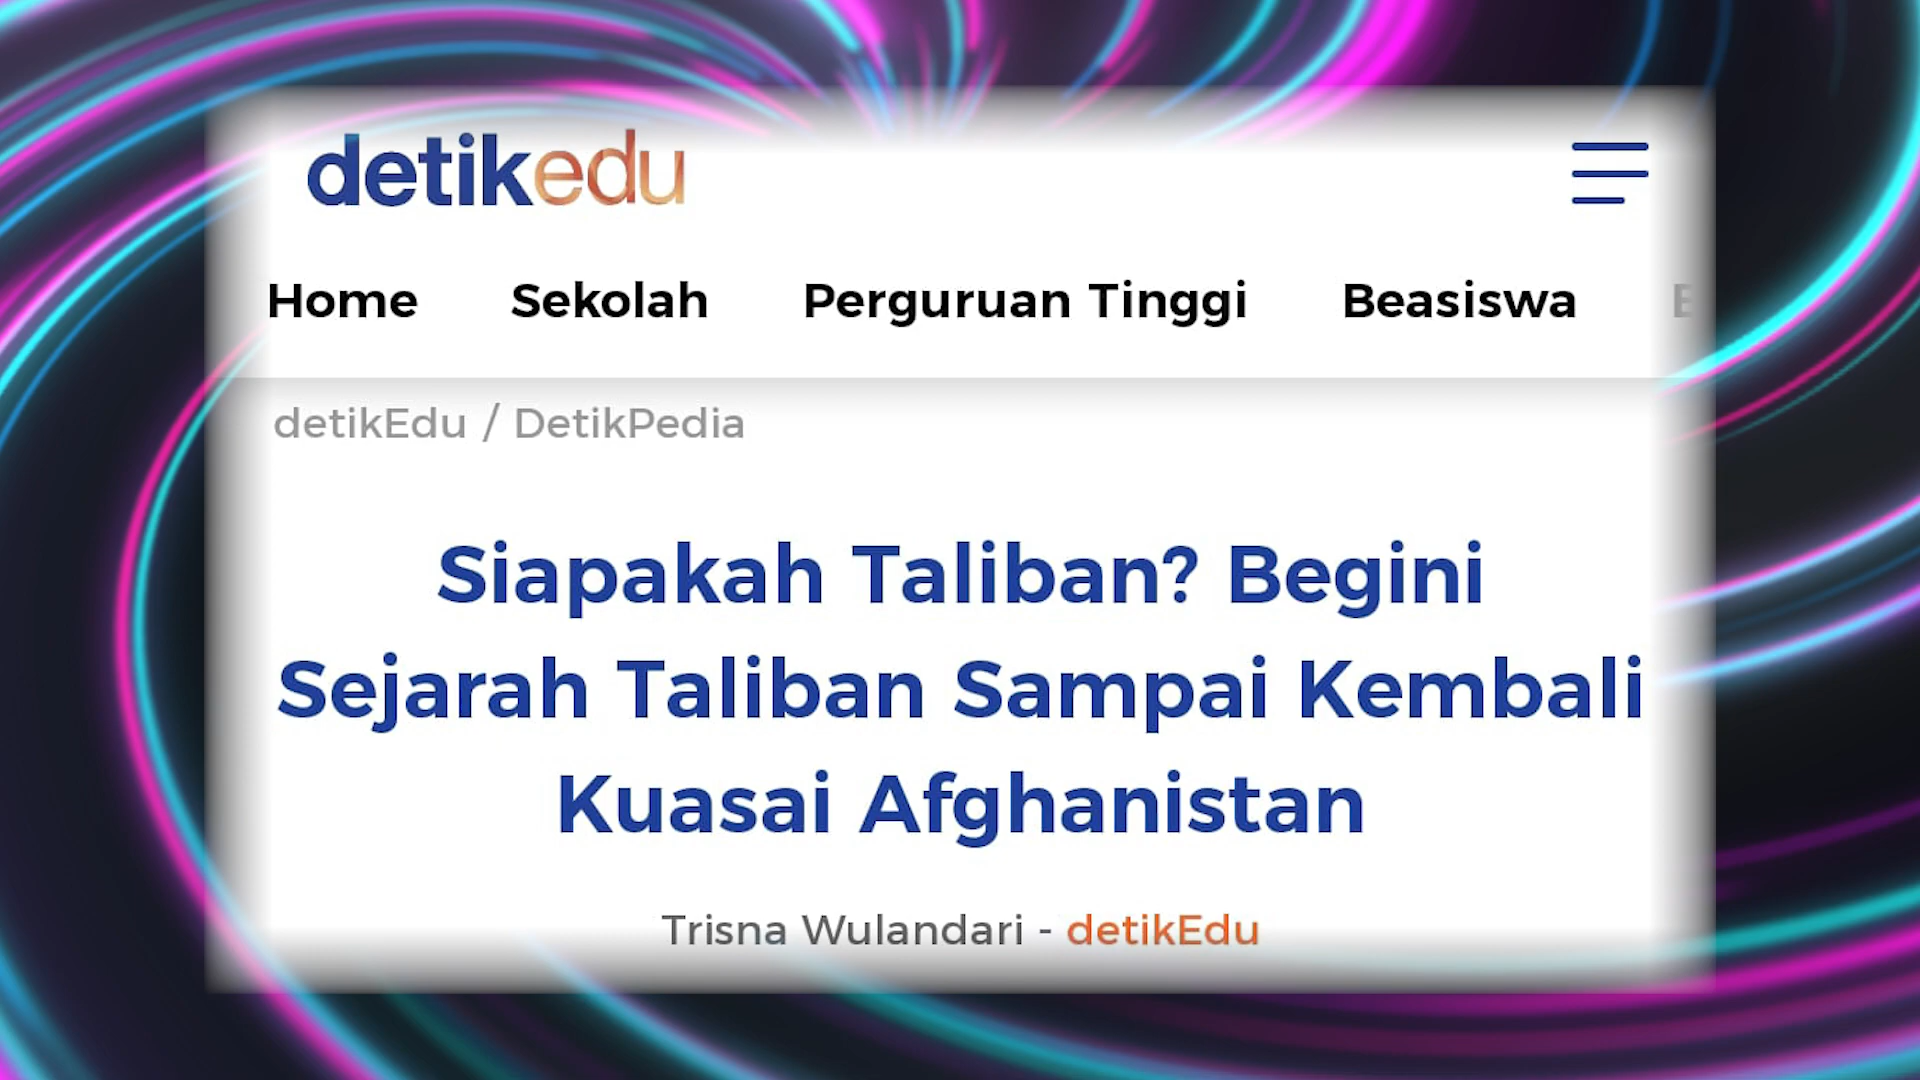 detikedu
Home Sekolah Perguruan Tinggi Beasiswa
detikEdu / DetikPedia
Siapakah Taliban? Begini
Sejarah Taliban Sampai Kembali
Kuasai Afghanistan
Trisna Wulandari - detikEdu